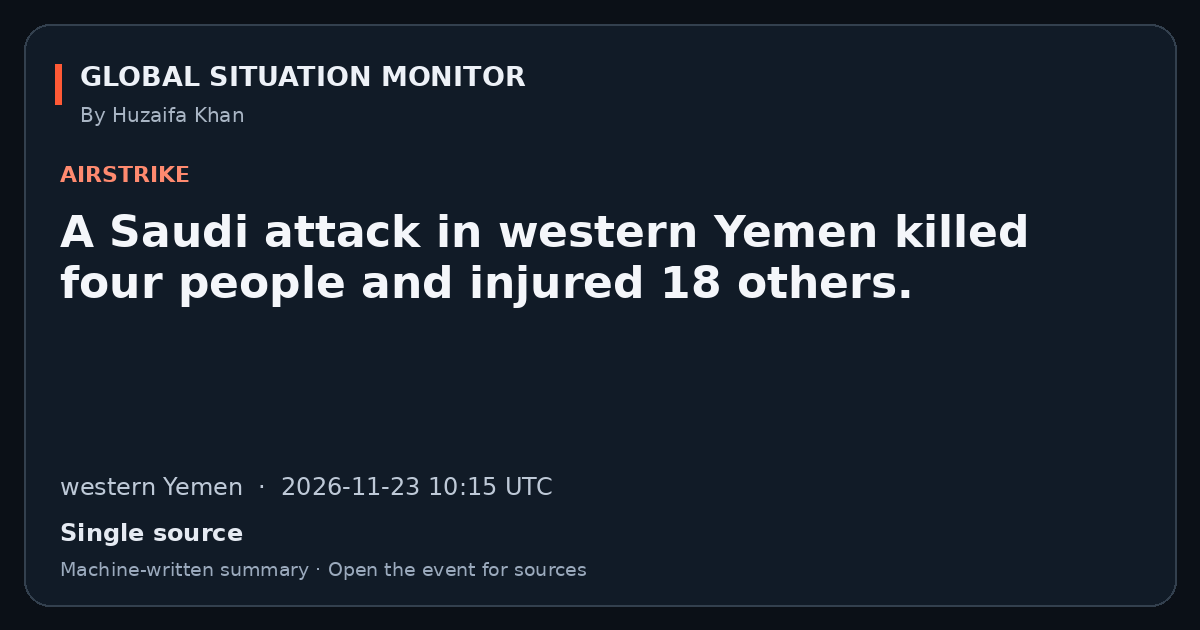 GLOBAL SITUATION MONITOR
By Huzaifa Khan
AIRSTRIKE
A Saudi attack in western Yemen killed
four people and injured 18 others.
western Yemen · 2026-11-23 10:15 UTC
Single source
Machine-written summary · Open the event for sources